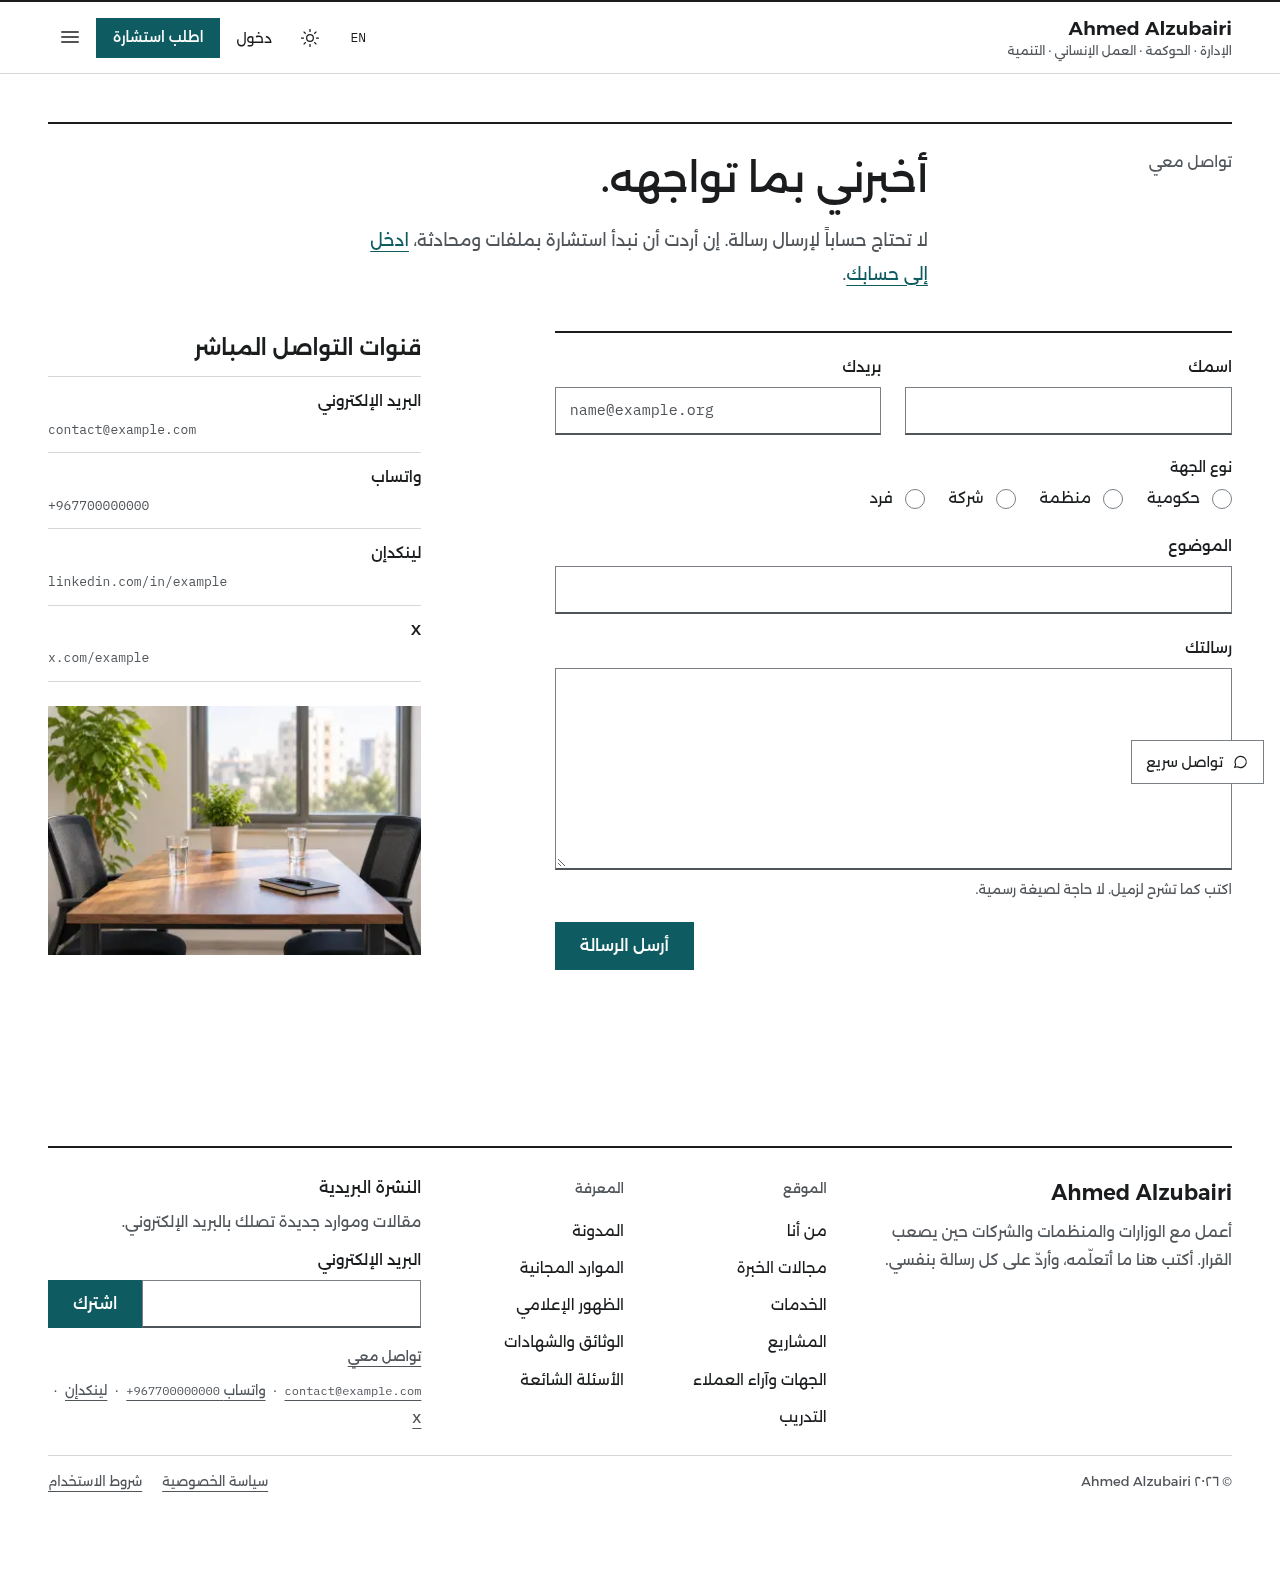 Ahmed Alzubairi
الإدارة · الحوكمة · العمل الإنساني · التنمية
EN
دخول
اطلب استشارة
تواصل معي
أخبرني بما تواجهه.
لا تحتاج حساباً لإرسال رسالة. إن أردت أن نبدأ استشارة بملفات ومحادثة، ادخل
إلى حسابك.
اسمك
بريدك
name@example.org
نوع الجهة
حكومية
منظمة
شركة
فرد
الموضوع
رسالتك
تواصل سريع
اكتب كما تشرح لزميل. لا حاجة لصيغة رسمية.
أرسل الرسالة
قنوات التواصل المباشر
البريد الإلكتروني
contact@example.com
واتساب
+967700000000
لينكدإن
linkedin.com/in/example
X
x.com/example
Ahmed Alzubairi
أعمل مع الوزارات والمنظمات والشركات حين يصعب
القرار. أكتب هنا ما أتعلّمه، وأردّ على كل رسالة بنفسي.
الموقع
من أنا
مجالات الخبرة
الخدمات
المشاريع
الجهات وآراء العملاء
التدريب
المعرفة
المدونة
الموارد المجانية
الظهور الإعلامي
الوثائق والشهادات
الأسئلة الشائعة
النشرة البريدية
مقالات وموارد جديدة تصلك بالبريد الإلكتروني.
البريد الإلكتروني
اشترك
تواصل معي
contact@example.com · واتساب +967700000000 · لينكدإن ·
X
© ٢٠٢٦ Ahmed Alzubairi
سياسة الخصوصية
شروط الاستخدام